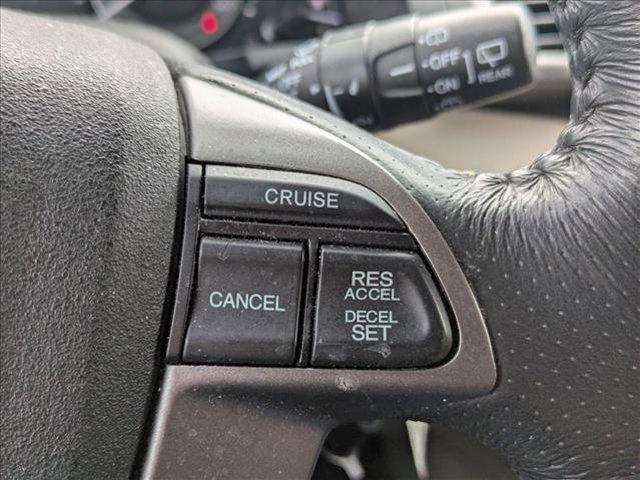 OFF
ON
REAR
CRUISE
CANCEL
RES
ACCEL
DECEL
SET